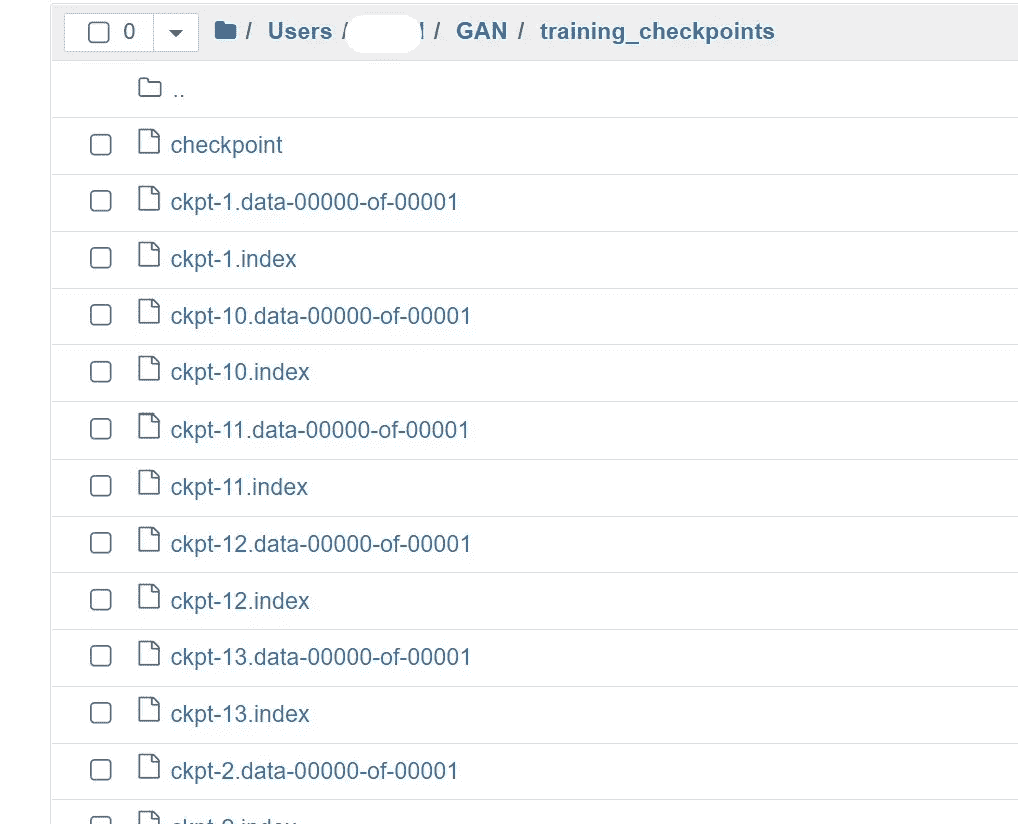 0 / Users / / GAN / training_checkpoints
..
checkpoint
ckpt-1.data-00000-of-00001
ckpt-1.index
ckpt-10.data-00000-of-00001
ckpt-10.index
ckpt-11.data-00000-of-00001
ckpt-11.index
ckpt-12.data-00000-of-00001
ckpt-12.index
ckpt-13.data-00000-of-00001
ckpt-13.index
ckpt-2.data-00000-of-00001